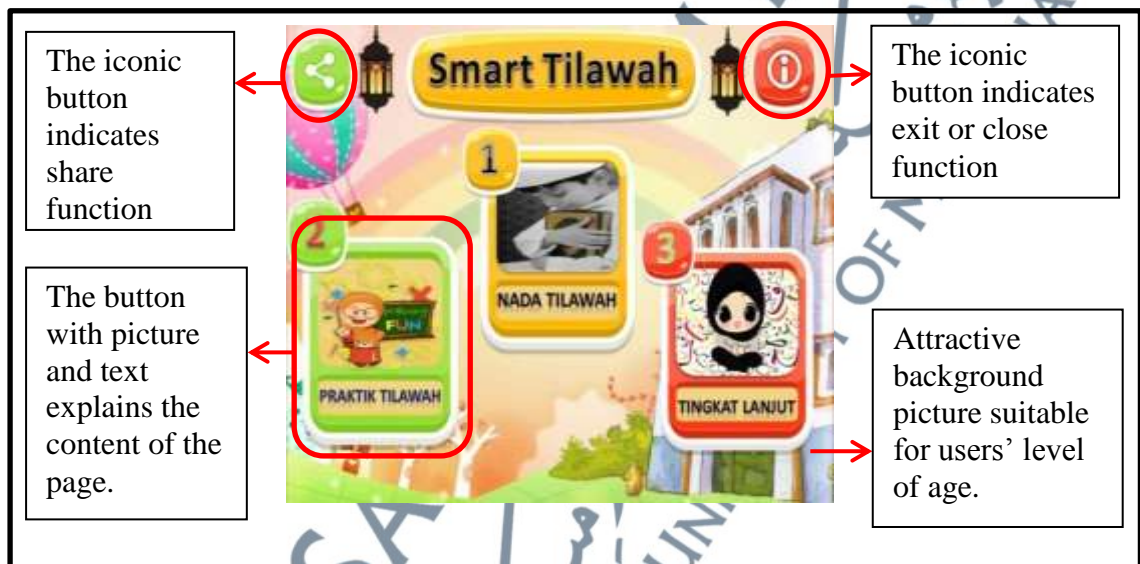 The iconic
button
indicates
share
function
Smart Tilawah
The iconic
button indicates
exit or close
function
1
2
3
NADA TILAWAH
FUN
PRAKTIK TILAWAH
TINGKAT LANJUT
The button
with picture
and text
explains the
content of the
page.
Attractive
background
picture suitable
for users’ level
of age.
OF